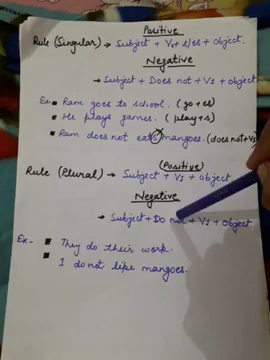 Positive
Rule (Singular) → Subject + V1 + s/es + object.
Negative
→ Subject + Does not + V1 + object
Ex- ▪ Ram goes to school. (go + es)
▪ He plays games. (play + s)
▪ Ram does not eats mangoes. (does not + V1)
(Positive)
Rule (Plural) → Subject + V1 + object
Negative
→ Subject + Do not + V1 + object
Ex- ▪ They do their work.
▪ I do not like mangoes.